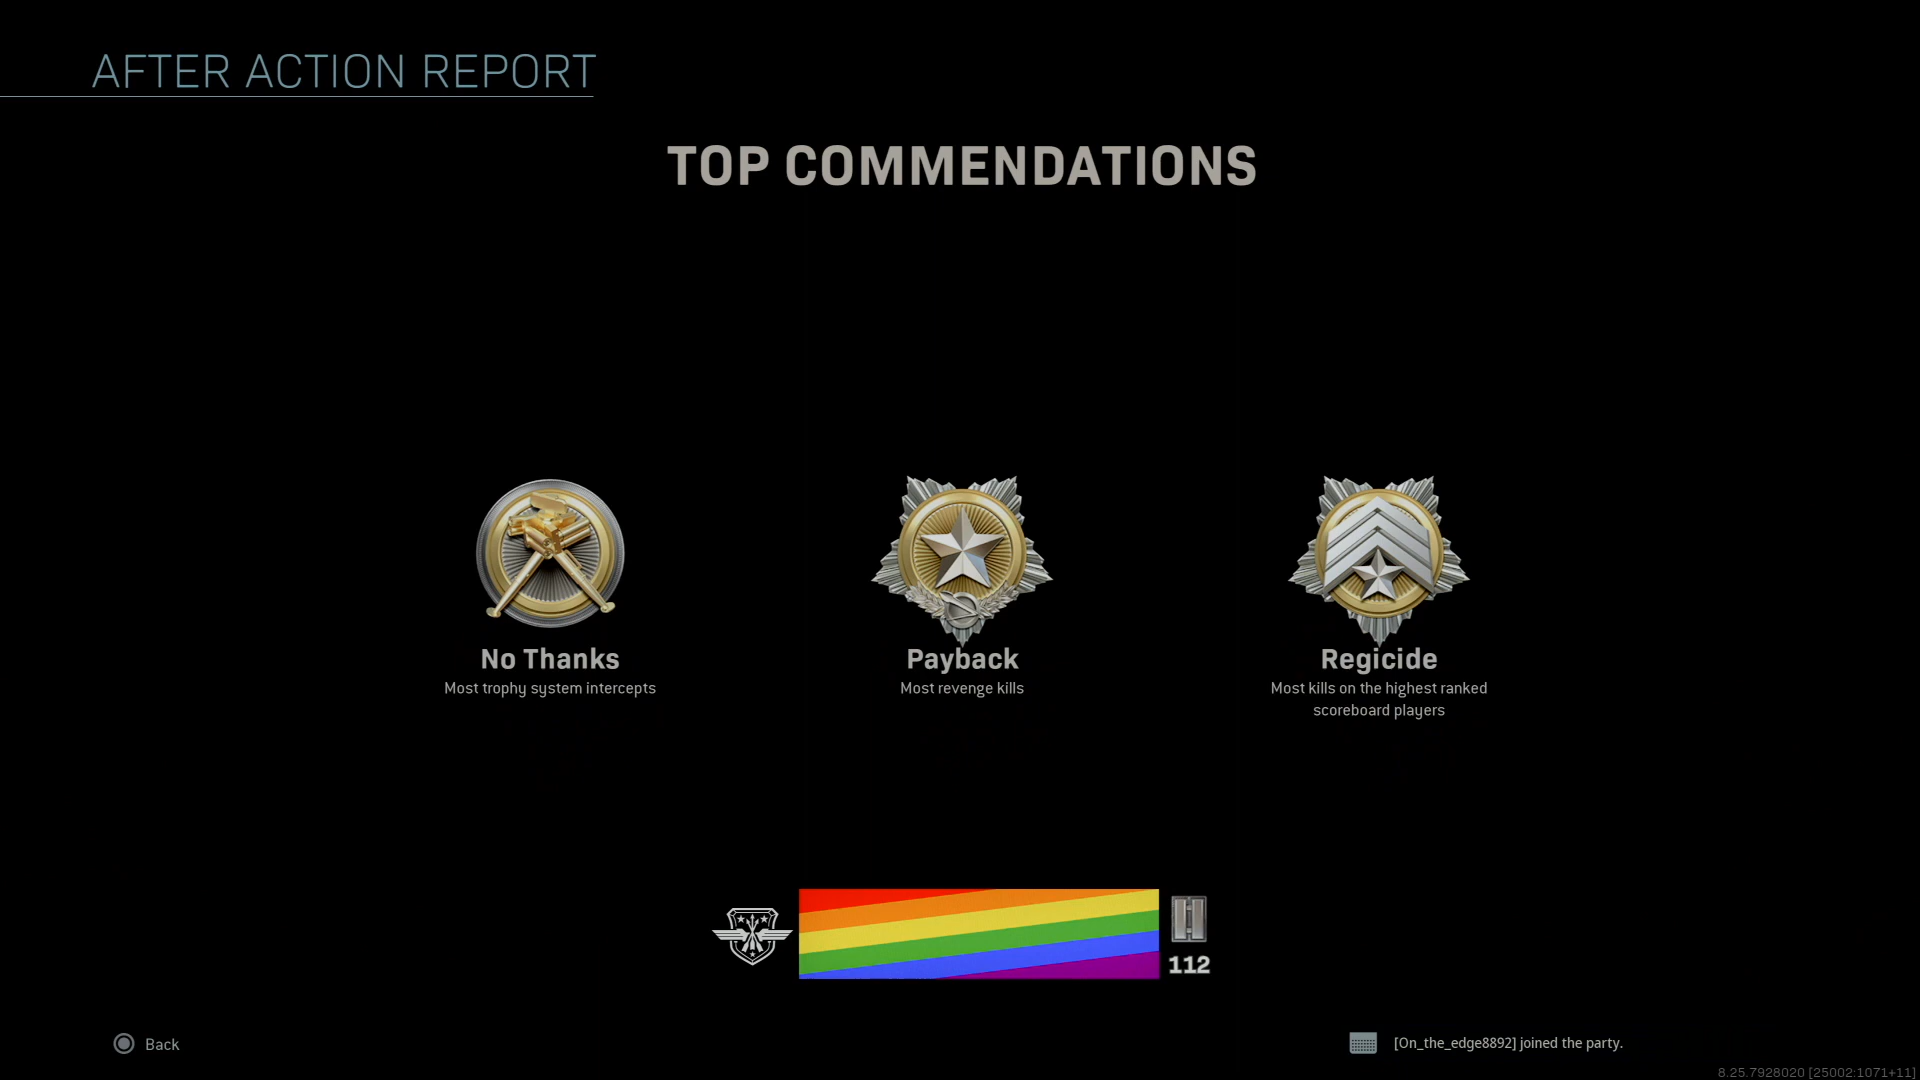 AFTER ACTION REPORT
TOP COMMENDATIONS
No Thanks
Most trophy system intercepts
Payback
Most revenge kills
Regicide
Most kills on the highest ranked
scoreboard players
112
Back
[On_the_edge8892] joined the party.
8.25.7928020 [25002:1071+11]